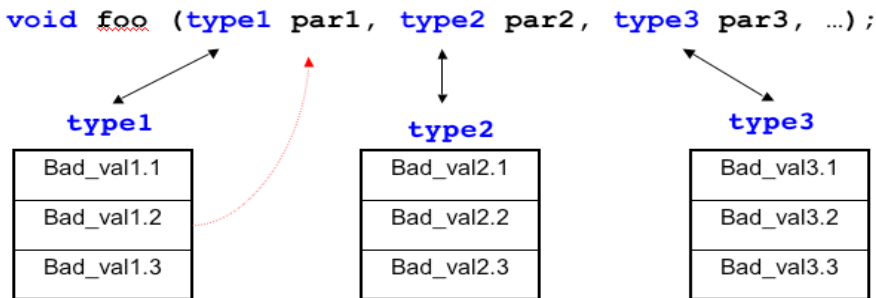 void foo (type1 par1, type2 par2, type3 par3, …);
type1 type2 type3
Bad_val1.1 Bad_val2.1 Bad_val3.1
Bad_val1.2 Bad_val2.2 Bad_val3.2
Bad_val1.3 Bad_val2.3 Bad_val3.3